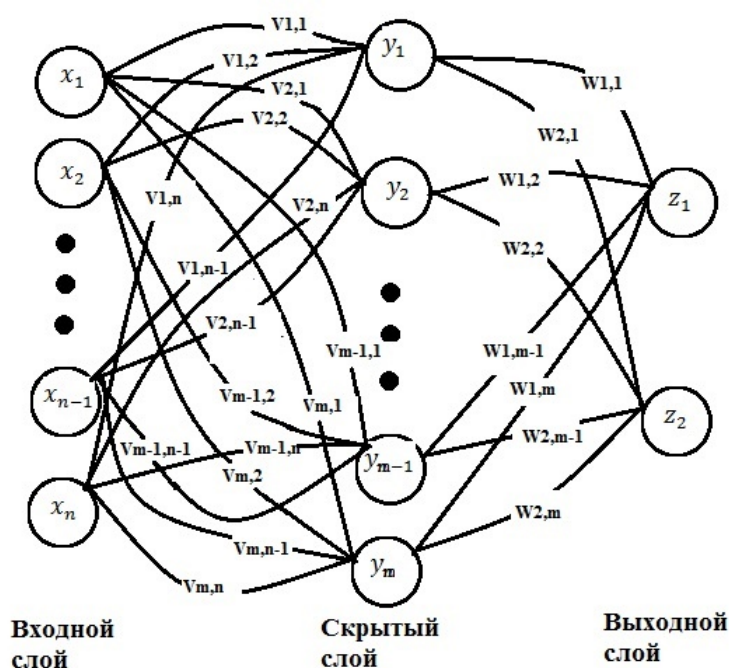 V1,1
x₁
V1,2
y₁
V2,1
W1,1
V2,2
W2,1
x₂
V1,n
V2,n
y₂
W1,2
z₁
W2,2
V1,n-1
V2,n-1
Vm-1,1
W1,m-1
xₙ₋₁
Vm-1,2
Vm,1
W1,m
z₂
Vm-1,n-1
Vm-1,n
yₘ₋₁
W2,m-1
Vm,2
xₙ
W2,m
Vm,n-1
yₘ
Vm,n
Входной
слой
Скрытый
слой
Выходной
слой